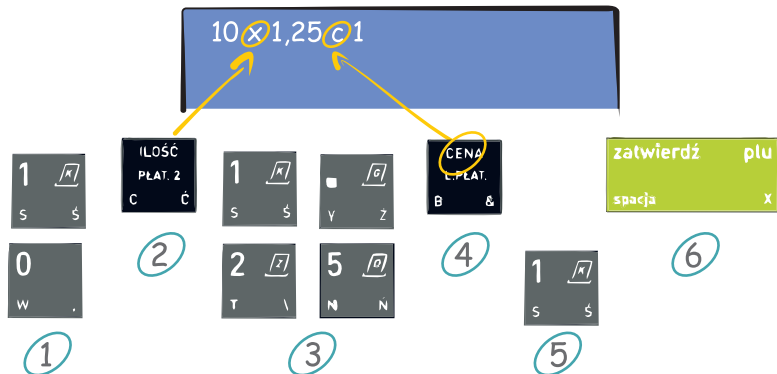 10 x 1,25 c 1
ILOŚĆ
PŁAT. 2
C Ć
1 K
S Ś
0
W .
1 K
S Ś
. G
Y Ż
2 I
T \
5 O
N Ń
CENA
Ł.PŁAT.
B &
1 K
S Ś
zatwierdź plu
spacja X
1
2
3
4
5
6